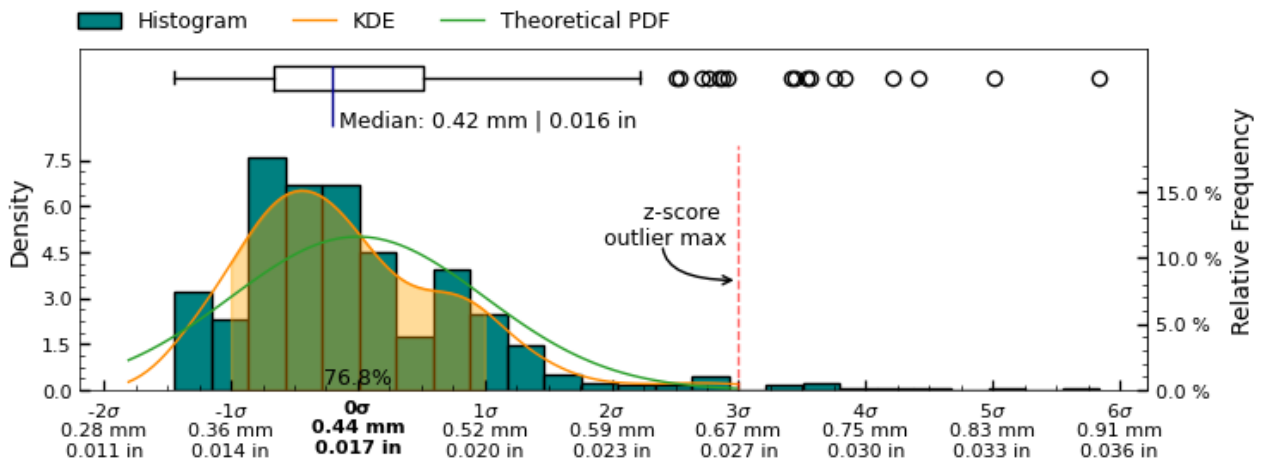 Histogram KDE Theoretical PDF
Median: 0.42 mm | 0.016 in
Density
7.5
6.0
4.5
3.0
1.5
0.0
z-score
outlier max
76.8%
Relative Frequency
15.0 %
10.0 %
5.0 %
0.0 %
-2σ -1σ 0σ 1σ 2σ 3σ 4σ 5σ 6σ
0.28 mm 0.36 mm 0.44 mm 0.52 mm 0.59 mm 0.67 mm 0.75 mm 0.83 mm 0.91 mm
0.011 in 0.014 in 0.017 in 0.020 in 0.023 in 0.027 in 0.030 in 0.033 in 0.036 in